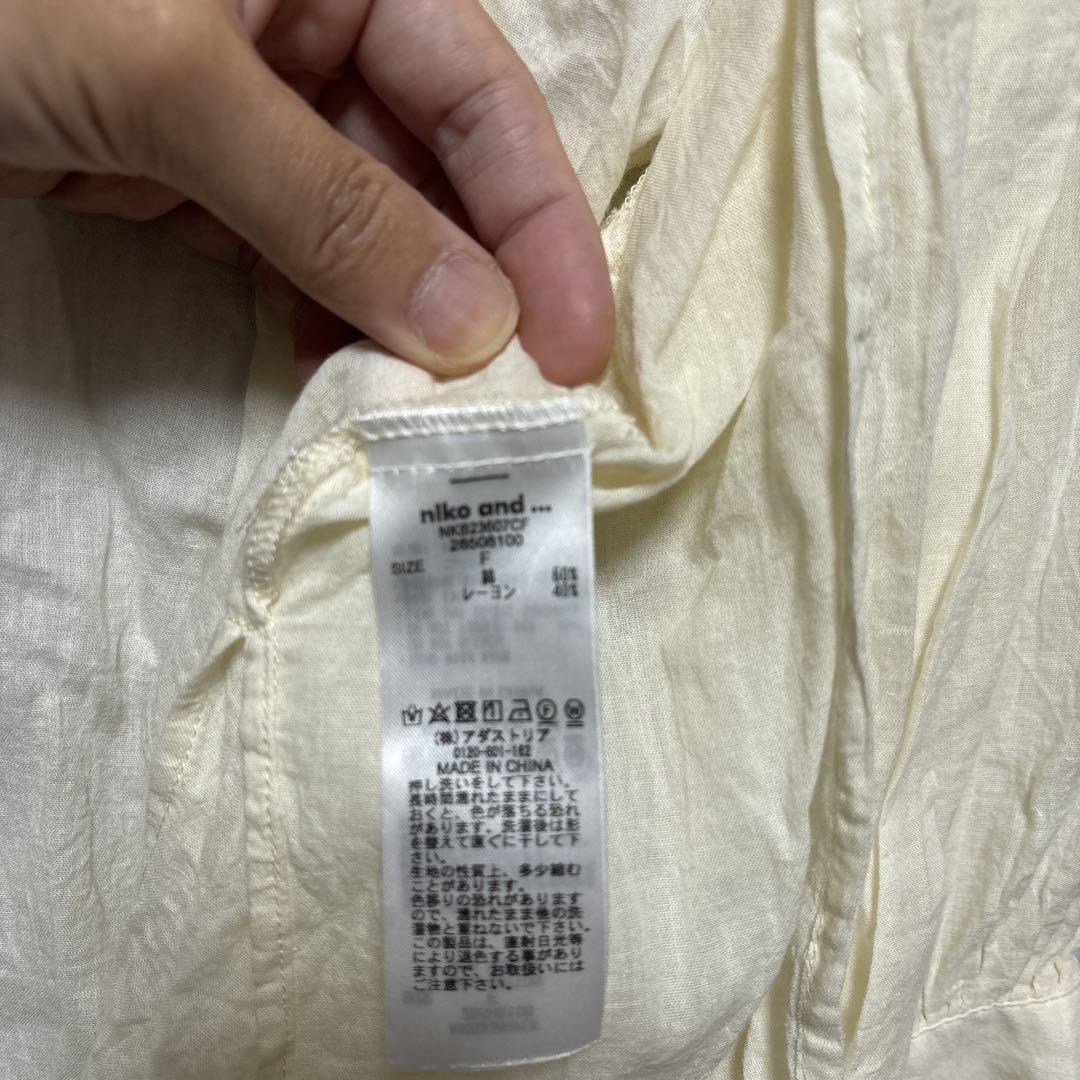 niko and ...
NKB23607CF
28508100
SIZE F
綿 60%
レーヨン 40%
(株)アダストリア
0120-601-162
MADE IN CHINA
押し洗いをして下さい。
長時間濡れたままにして
おくと、色が落ちる恐れ
があります。洗濯後は形
を整えて直ぐに干して下
さい。
生地の性質上、多少縮む
ことがあります。
色移りの恐れがあります
ので、濡れたまま他の洗
濯物と重ねないで下さい。
この製品は、直射日光等
により退色する事があり
ますので、お取扱いには
ご注意下さい。